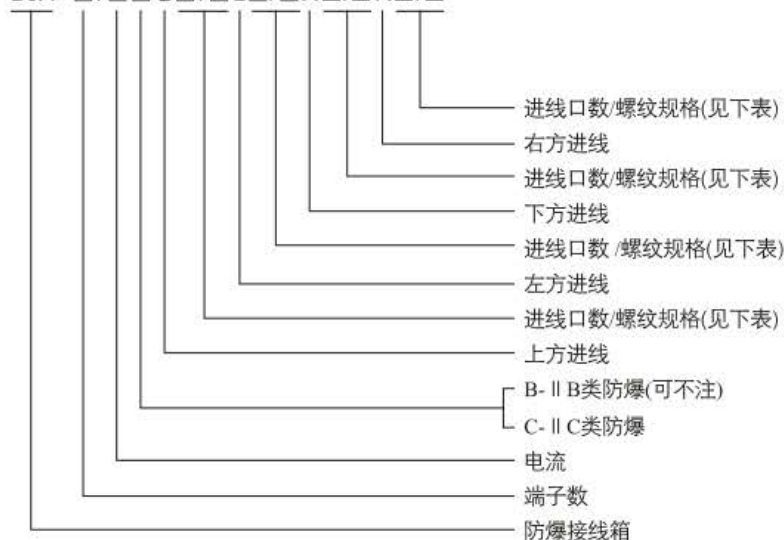 进线口数/螺纹规格(见下表)
右方进线
进线口数/螺纹规格(见下表)
下方进线
进线口数 /螺纹规格(见下表)
左方进线
进线口数/螺纹规格(见下表)
上方进线
B-ⅡB类防爆(可不注)
C-ⅡC类防爆
电流
端子数
防爆接线箱